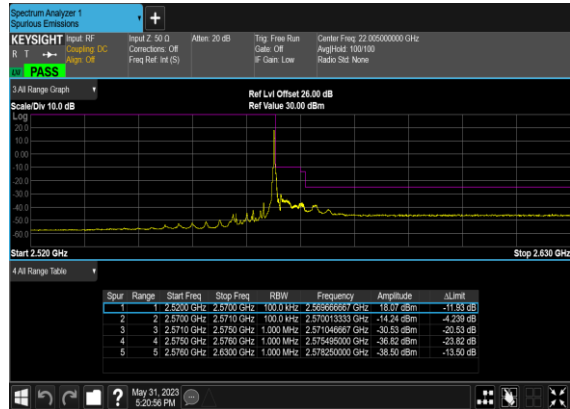 Spectrum Analyzer 1
Spurious Emissions
+
KEYSIGHT Input: RF Input Z: 50 Ω Atten: 20 dB Trig: Free Run Center Freq: 22.005000000 GHz
R T Coupling: DC Corrections: Off Gate: Off Avg|Hold: 100/100
Align: Off Freq Ref: Int (S) IF Gain: Low Radio Std: None
PASS
3 All Range Graph Ref Lvl Offset 26.00 dB
Scale/Div 10.0 dB Ref Value 30.00 dBm
Log
20.0
10.0
0.00
-10.0
-20.0
-30.0
-40.0
-50.0
-60.0
Start 2.520 GHz Stop 2.630 GHz
4 All Range Table
Spur Range Start Freq Stop Freq RBW Frequency Amplitude ΔLimit
1 1 2.5200 GHz 2.5700 GHz 100.0 kHz 2.569666667 GHz 18.07 dBm -11.93 dB
2 2 2.5700 GHz 2.5710 GHz 100.0 kHz 2.570013333 GHz -14.24 dBm -4.239 dB
3 3 2.5710 GHz 2.5750 GHz 1.000 MHz 2.571046667 GHz -30.53 dBm -20.53 dB
4 4 2.5750 GHz 2.5760 GHz 1.000 MHz 2.575495000 GHz -36.82 dBm -23.82 dB
5 5 2.5760 GHz 2.6300 GHz 1.000 MHz 2.578250000 GHz -38.50 dBm -13.50 dB
? May 31, 2023
5:20:56 PM